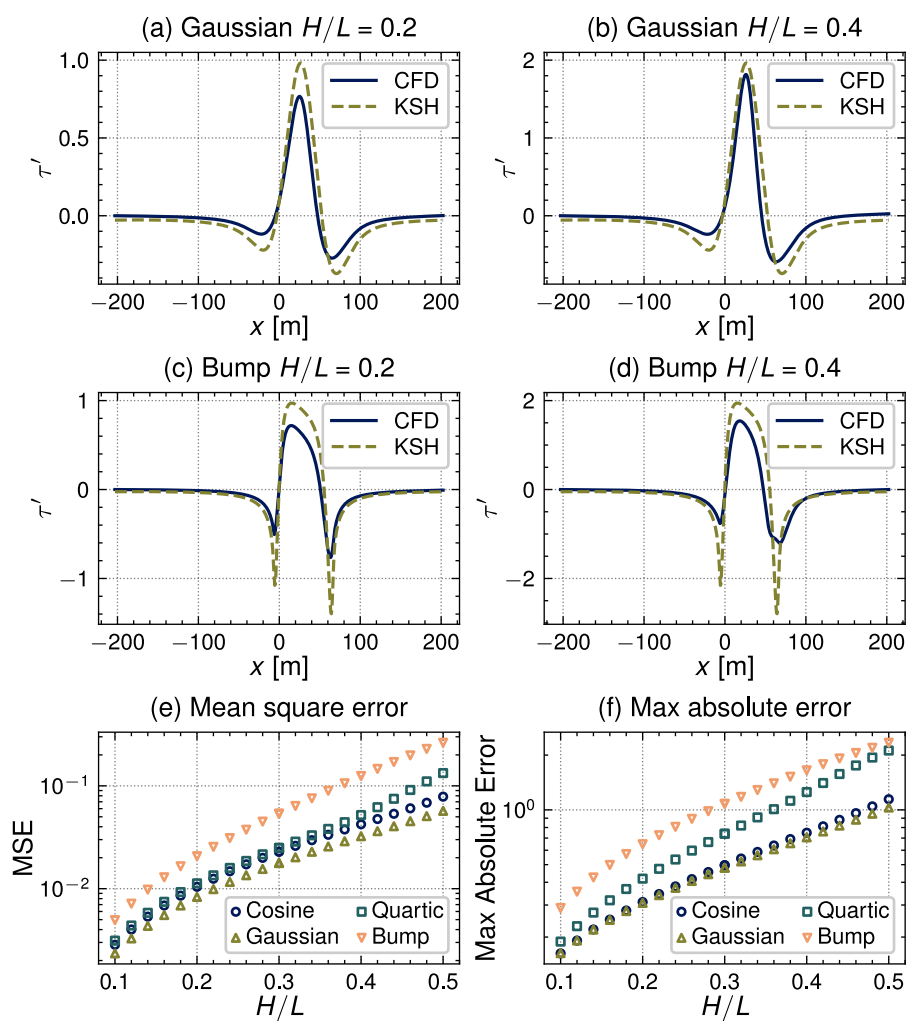 (a) Gaussian H/L = 0.2
τ′
1.0
0.5
0.0
CFD
KSH
−200 −100 0 100 200
x [m]
(b) Gaussian H/L = 0.4
τ′
2
1
0
CFD
KSH
−200 −100 0 100 200
x [m]
(c) Bump H/L = 0.2
τ′
1
0
−1
CFD
KSH
−200 −100 0 100 200
x [m]
(d) Bump H/L = 0.4
τ′
2
0
−2
CFD
KSH
−200 −100 0 100 200
x [m]
(e) Mean square error
MSE
10⁻¹
10⁻²
Cosine Quartic
Gaussian Bump
0.1 0.2 0.3 0.4 0.5
H/L
(f) Max absolute error
Max Absolute Error
10⁰
Cosine Quartic
Gaussian Bump
0.1 0.2 0.3 0.4 0.5
H/L